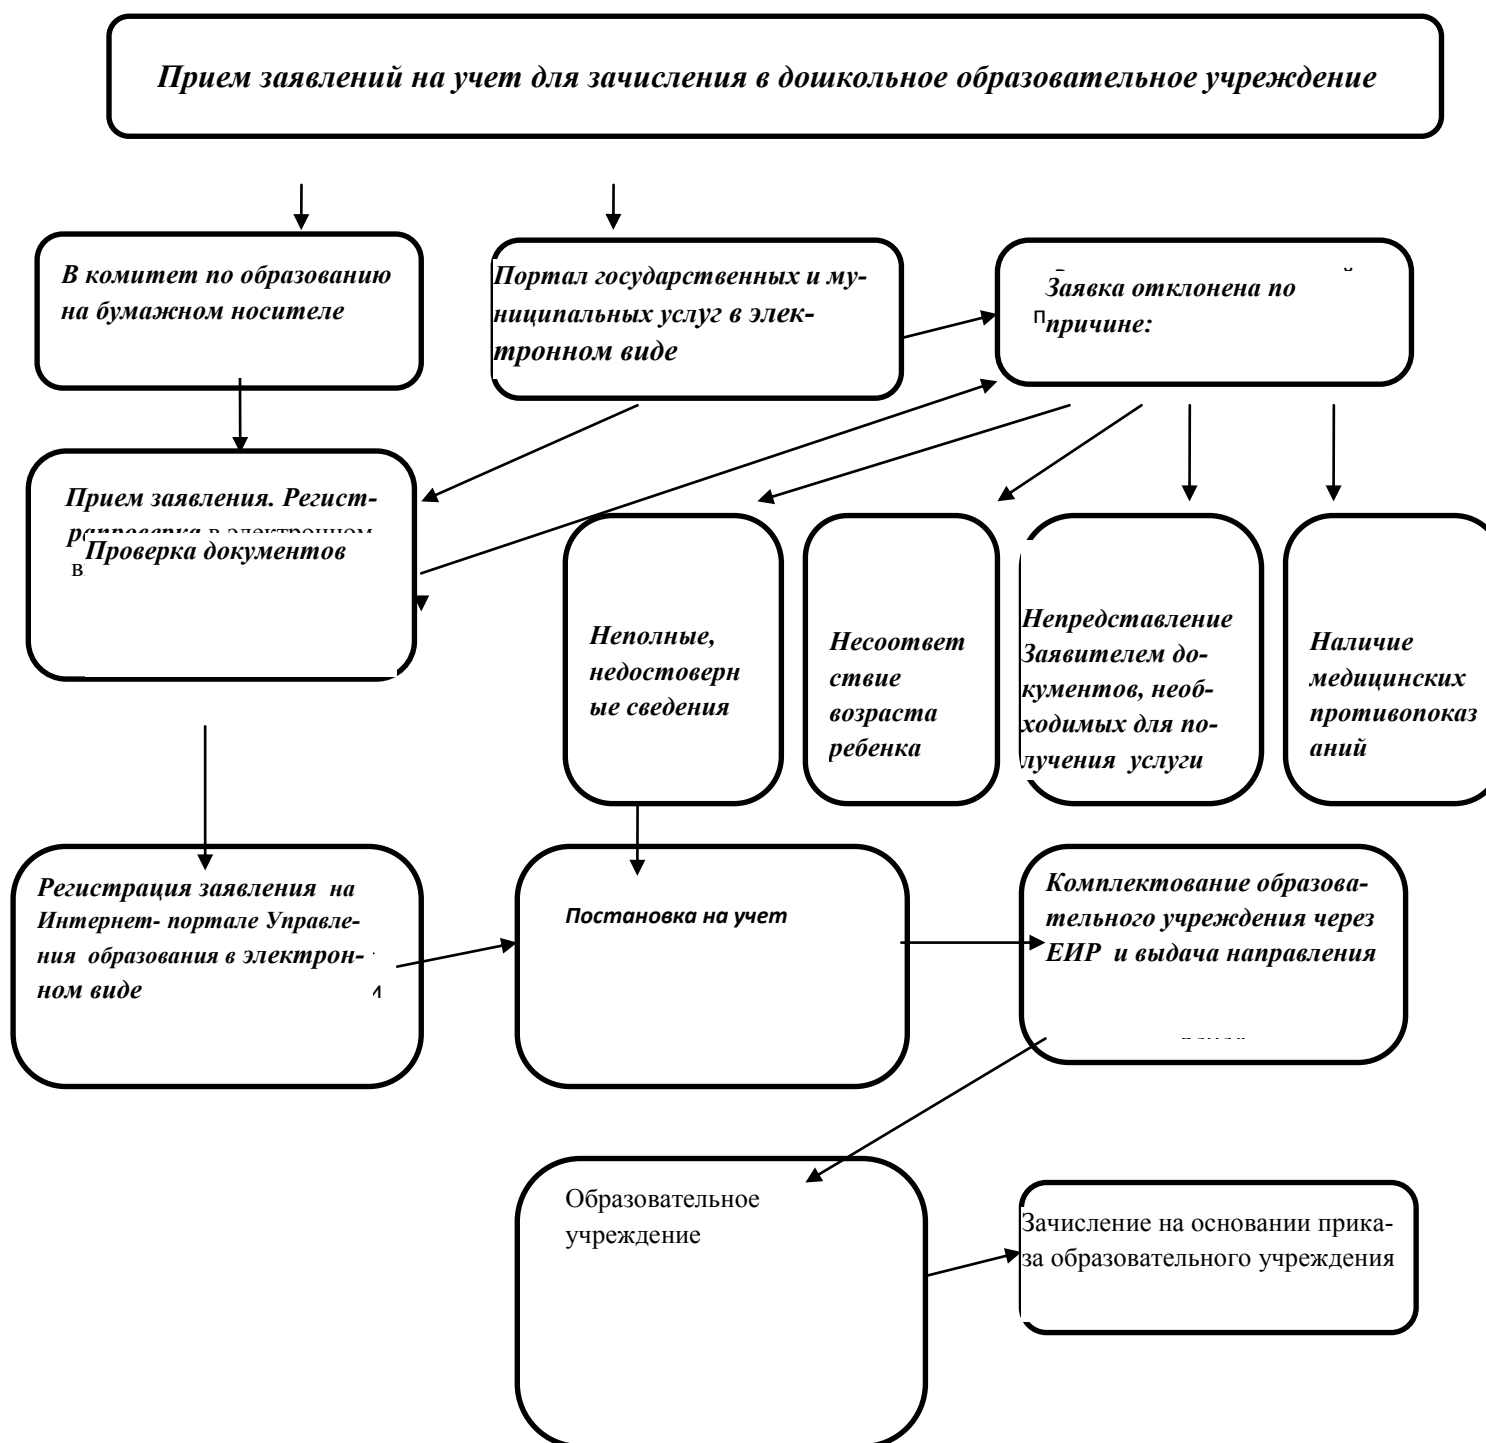 Прием заявлений на учет для зачисления в дошкольное образовательное учреждение
В комитет по образованию
на бумажном носителе
Портал государственных и му-
ниципальных услуг в элек-
тронном виде
Заявка отклонена по
причине:
Прием заявления. Регист-
в электронном
Проверка документов
Неполные,
недостоверн
ые сведения
Несоответ
ствие
возраста
ребенка
Непредставление
Заявителем до-
кументов, необ-
ходимых для по-
лучения услуги
Наличие
медицинских
противопоказ
аний
Регистрация заявления на
Интернет- портале Управле-
ния образования в электрон-
ном виде
Постановка на учет
Комплектование образова-
тельного учреждения через
ЕИР и выдача направления
Образовательное
учреждение
Зачисление на основании прика-
за образовательного учреждения